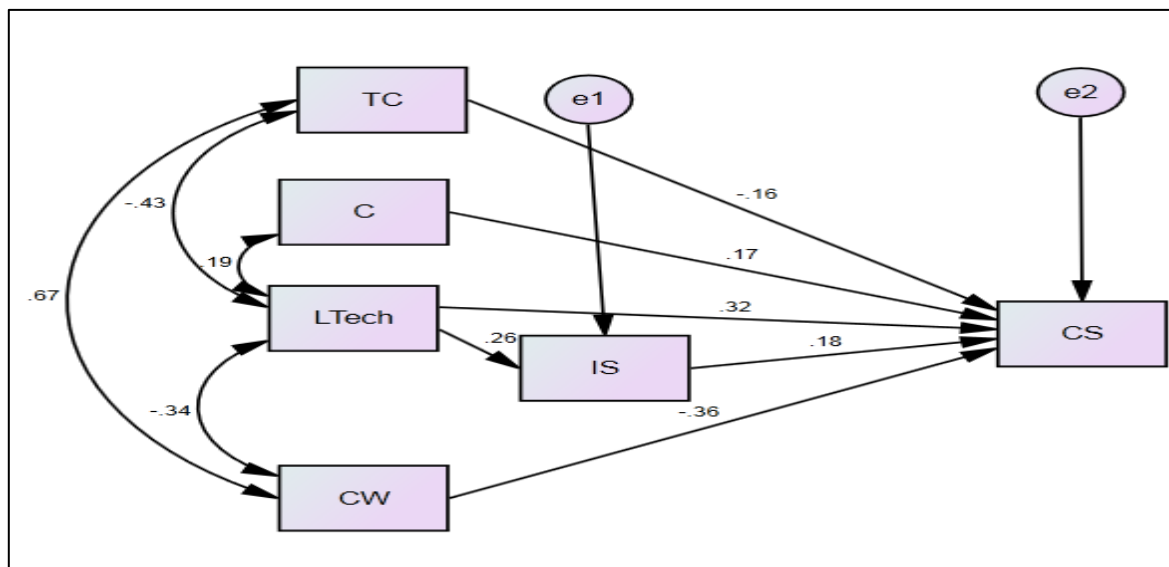 TC
e1
e2
-.43
-.16
C
.19
.17
.67
LTech
.32
CS
.26
IS
.18
-.34
-.36
CW